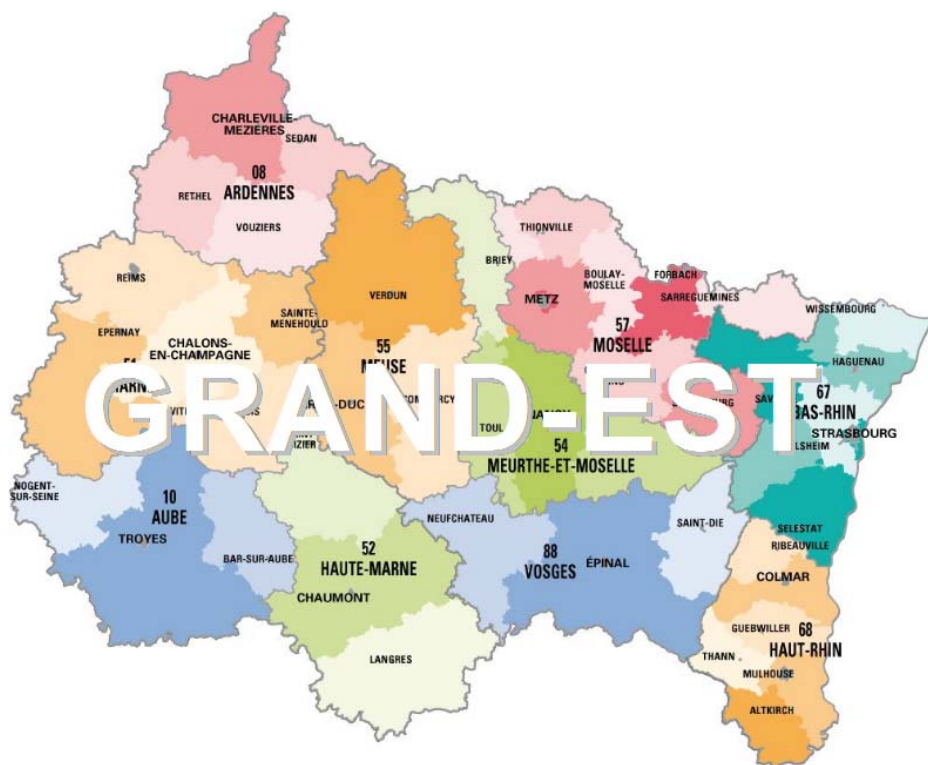 CHARLEVILLE-
MEZIÈRES
SEDAN
08
ARDENNES
RETHEL
VOUZIERS
REIMS
EPERNAY
CHALONS-
EN-CHAMPAGNE
SAINTE-
MENEHOULD
VERDUN
55
MEUSE
BRIEY
THIONVILLE
BOULAY-
MOSELLE
FORBACH
SARREGUEMINES
METZ
57
MOSELLE
WISSEMBOURG
HAGUENAU
67
BAS-RHIN
STRASBOURG
GRAND-EST
TOUL
54
MEURTHE-ET-MOSELLE
NOGENT-
SUR-SEINE
10
AUBE
TROYES
BAR-SUR-AUBE
52
HAUTE-MARNE
CHAUMONT
LANGRES
NEUFCHATEAU
88
VOSGES
ÉPINAL
SAINT-DIE
SELESTAT
RIBEAUVILLE
COLMAR
GUEBWILLER
68
HAUT-RHIN
THANN
MULHOUSE
ALTKIRCH